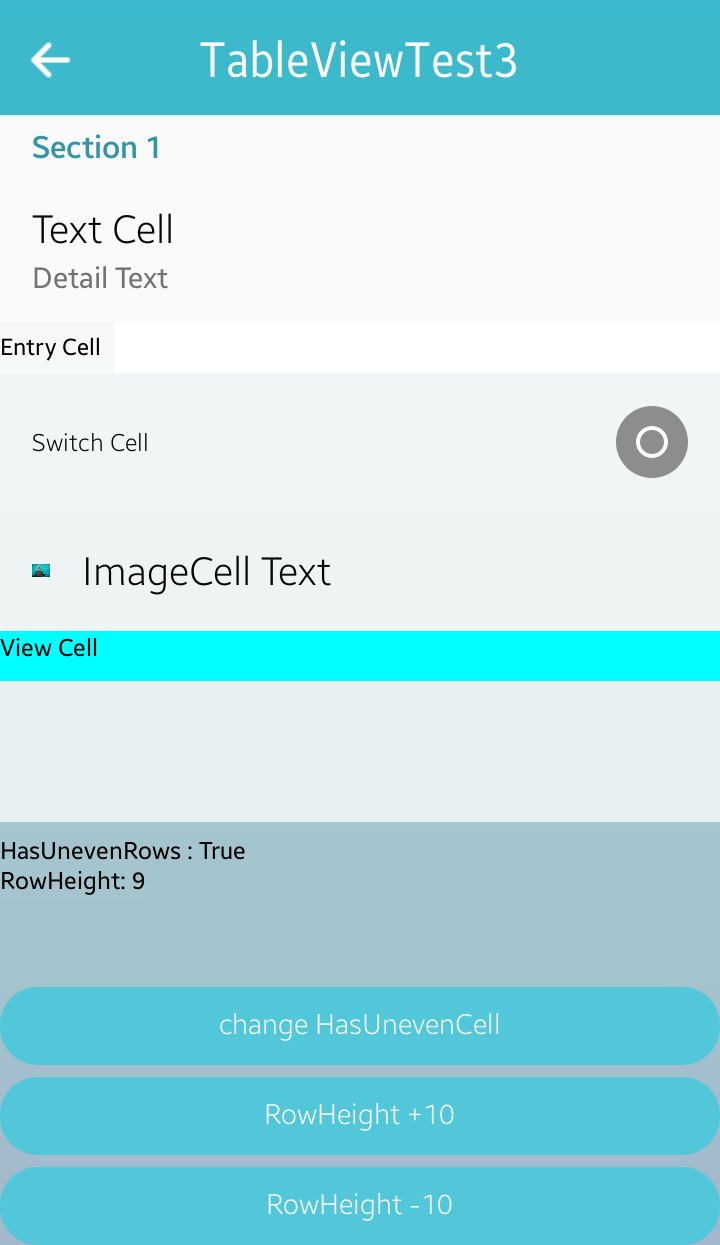 TableViewTest3
Section 1
Text Cell
Detail Text
Entry Cell
Switch Cell
ImageCell Text
View Cell
HasUnevenRows : True
RowHeight: 9
change HasUnevenCell
RowHeight +10
RowHeight -10